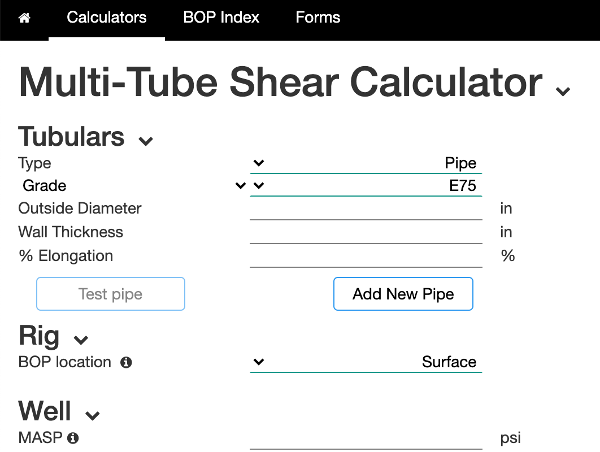 Calculators BOP Index Forms
Multi-Tube Shear Calculator
Tubulars
Type Pipe
Grade E75
Outside Diameter in
Wall Thickness in
% Elongation %
Test pipe Add New Pipe
Rig
BOP location Surface
Well
MASP psi